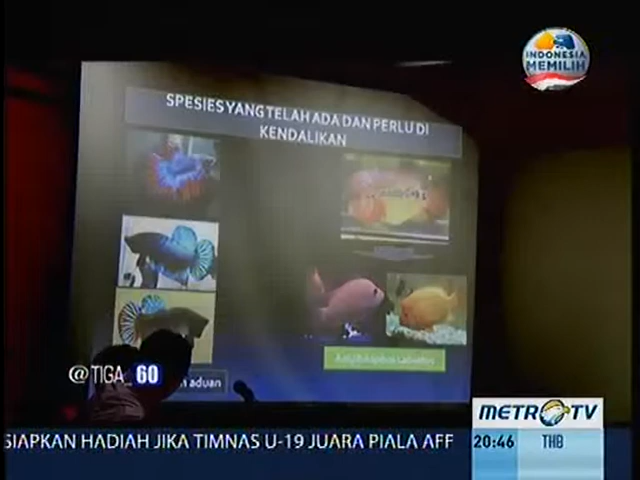 INDONESIA
MEMILIH
SPESIES YANG TELAH ADA DAN PERLU DI
KENDALIKAN
@TIGA_60
aduan
METRO TV
SIAPKAN HADIAH JIKA TIMNAS U-19 JUARA PIALA AFF
20:46
THB